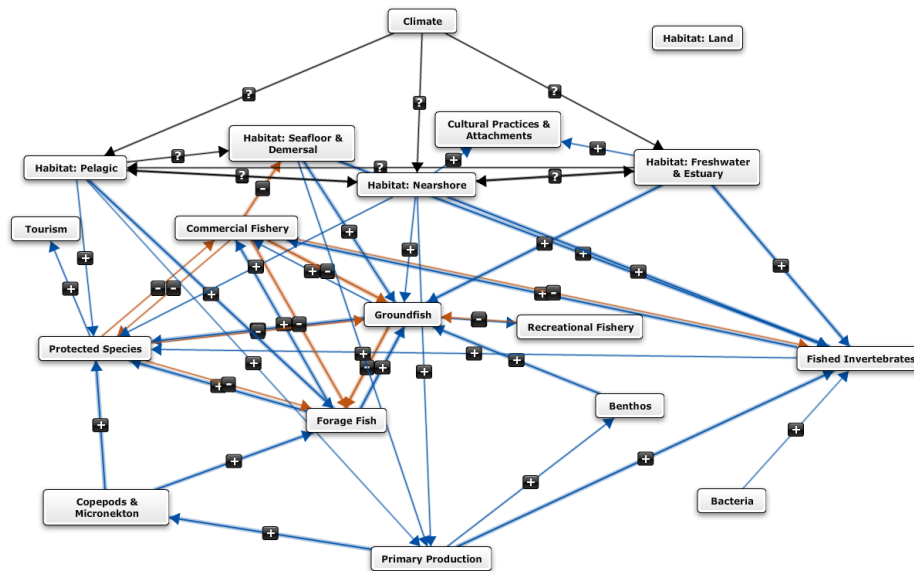 Climate
Habitat: Land
?
?
?
Cultural Practices &
Attachments
Habitat: Seafloor &
Demersal
+
+
?
?
Habitat: Pelagic
Habitat: Freshwater
& Estuary
?
?
Habitat: Nearshore
-
Tourism
Commercial Fishery
+
+
+
+
+
+
+
+
-
-
-
+
-
+
-
Groundfish
Recreational Fishery
-
-
+
-
Protected Species
+
+
Fished Invertebrates
+
-
+
+
+
-
+
Forage Fish
Benthos
+
+
+
+
+
Copepods &
Micronekton
Bacteria
+
Primary Production